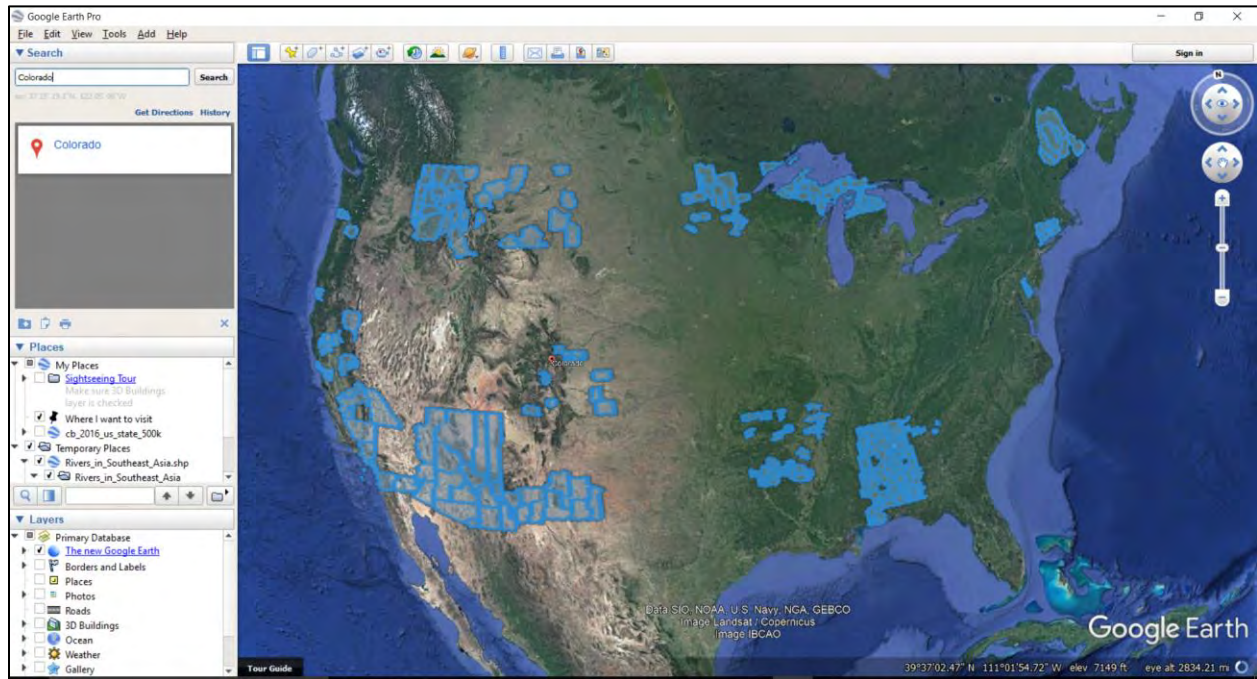 Google Earth Pro
File Edit View Tools Add Help
Search
Sign in
Colorado
Search
Get Directions History
Colorado
N
Colorado
Places
My Places
Sightseeing Tour
Make sure 3D Buildings
layer is checked
Where I want to visit
cb_2016_us_state_500k
Temporary Places
Rivers_in_Southeast_Asia.shp
Rivers_in_Southeast_Asia
Layers
Primary Database
The new Google Earth
Borders and Labels
Places
Photos
Roads
3D Buildings
Ocean
Weather
Gallery
Data SIO, NOAA, U.S. Navy, NGA, GEBCO
Image Landsat / Copernicus
Image IBCAO
Google Earth
Tour Guide
39°37'02.47" N 111°01'54.72" W elev 7149 ft eye alt 2834.21 mi